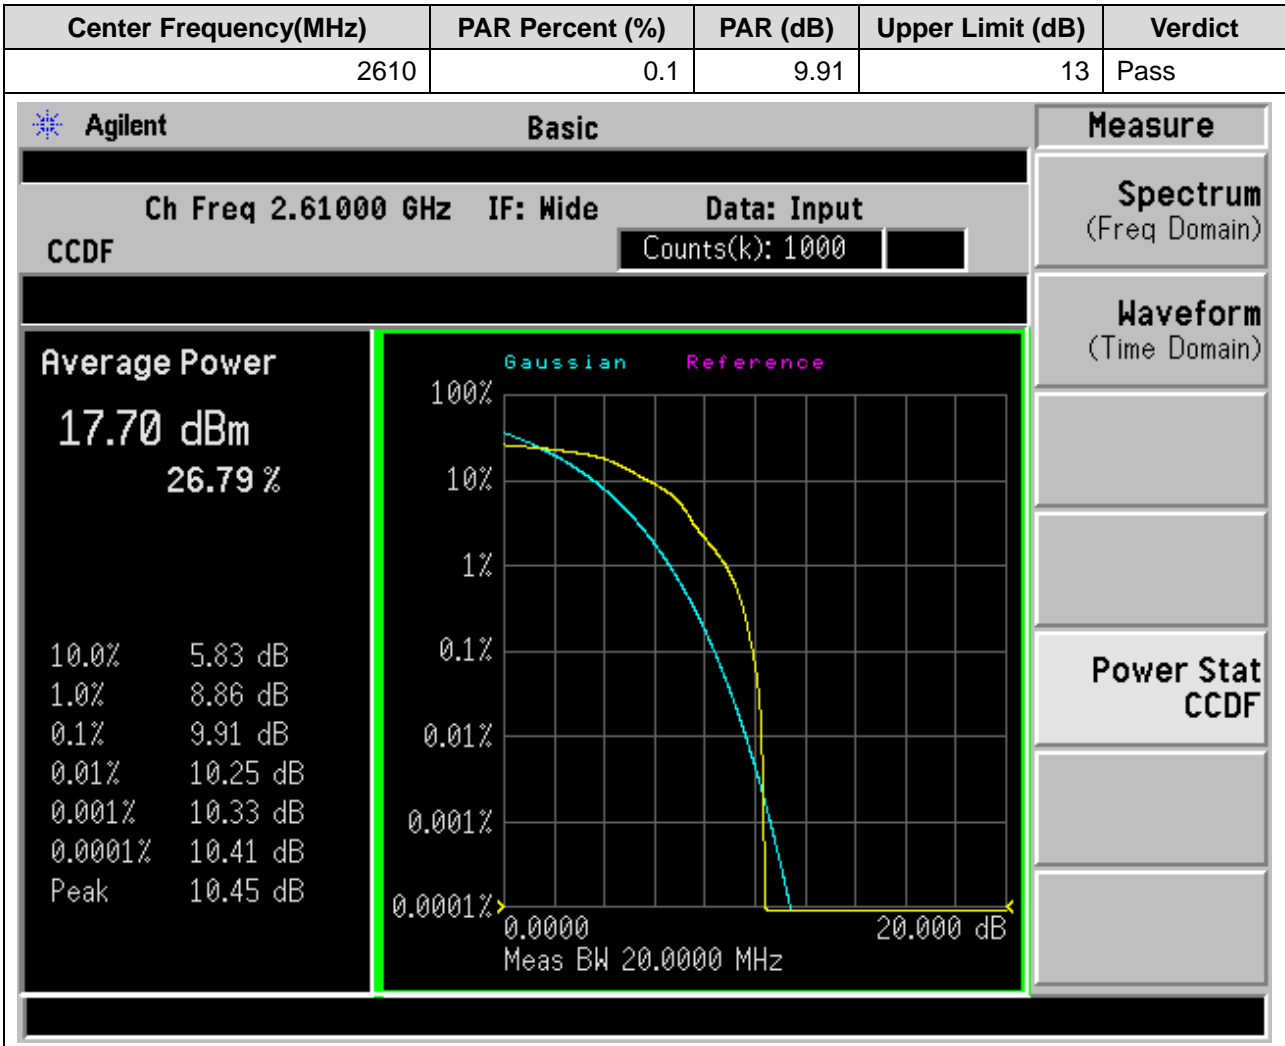 Center Frequency(MHz) PAR Percent (%) PAR (dB) Upper Limit (dB) Verdict
2610 0.1 9.91 13 Pass
Agilent Basic Measure
Ch Freq 2.61000 GHz IF: Wide Data: Input
CCDF Counts(k): 1000
Spectrum
(Freq Domain)
Waveform
(Time Domain)
Power Stat
CCDF
Average Power
17.70 dBm
26.79 %
10.0% 5.83 dB
1.0% 8.86 dB
0.1% 9.91 dB
0.01% 10.25 dB
0.001% 10.33 dB
0.0001% 10.41 dB
Peak 10.45 dB
Gaussian Reference
100%
10%
1%
0.1%
0.01%
0.001%
0.0001%
0.0000 20.000 dB
Meas BW 20.0000 MHz